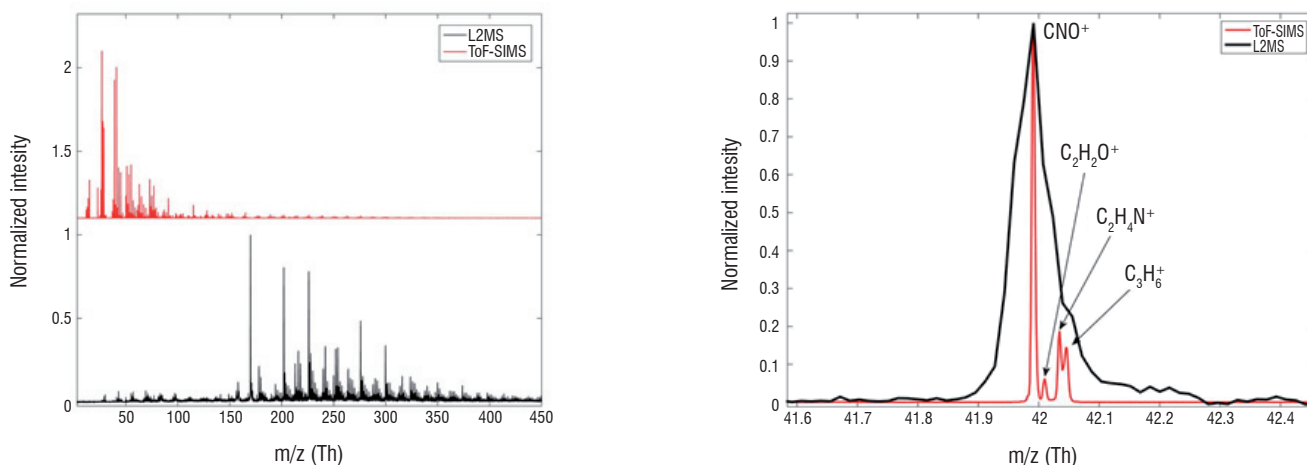 L2MS
ToF-SIMS
2
1.5
1
0.5
0
50 100 150 200 250 300 350 400 450
Normalized intesity
m/z (Th)
CNO⁺
ToF-SIMS
L2MS
C₂H₂O⁺
C₂H₄N⁺
C₃H₆⁺
1
0.9
0.8
0.7
0.6
0.5
0.4
0.3
0.2
0.1
0
41.6 41.7 41.8 41.9 42 42.1 42.2 42.3 42.4
Normalized intesity
m/z (Th)